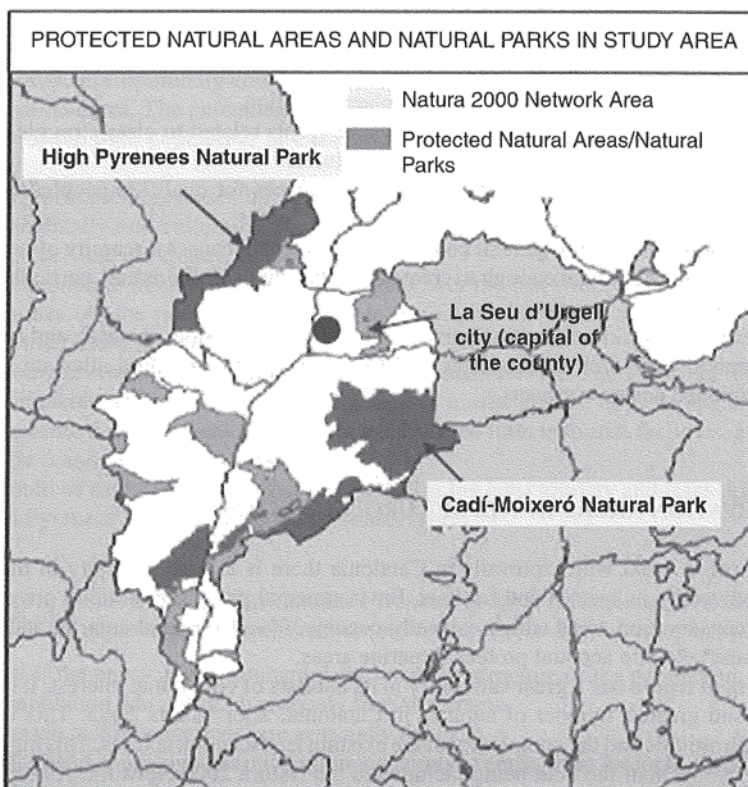 PROTECTED NATURAL AREAS AND NATURAL PARKS IN STUDY AREA
Natura 2000 Network Area
Protected Natural Areas/Natural
Parks
High Pyrenees Natural Park
La Seu d'Urgell
city (capital of
the county)
Cadí-Moixeró Natural Park